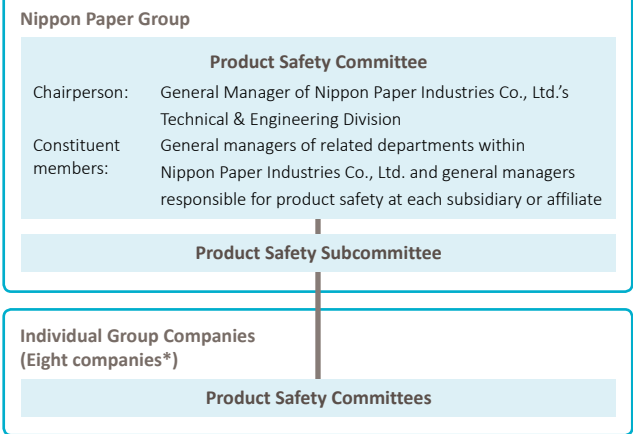 Nippon Paper Group
Product Safety Committee
Chairperson: General Manager of Nippon Paper Industries Co., Ltd.’s
Technical & Engineering Division
Constituent General managers of related departments within
members: Nippon Paper Industries Co., Ltd. and general managers
responsible for product safety at each subsidiary or affiliate
Product Safety Subcommittee
Individual Group Companies
(Eight companies*)
Product Safety Committees